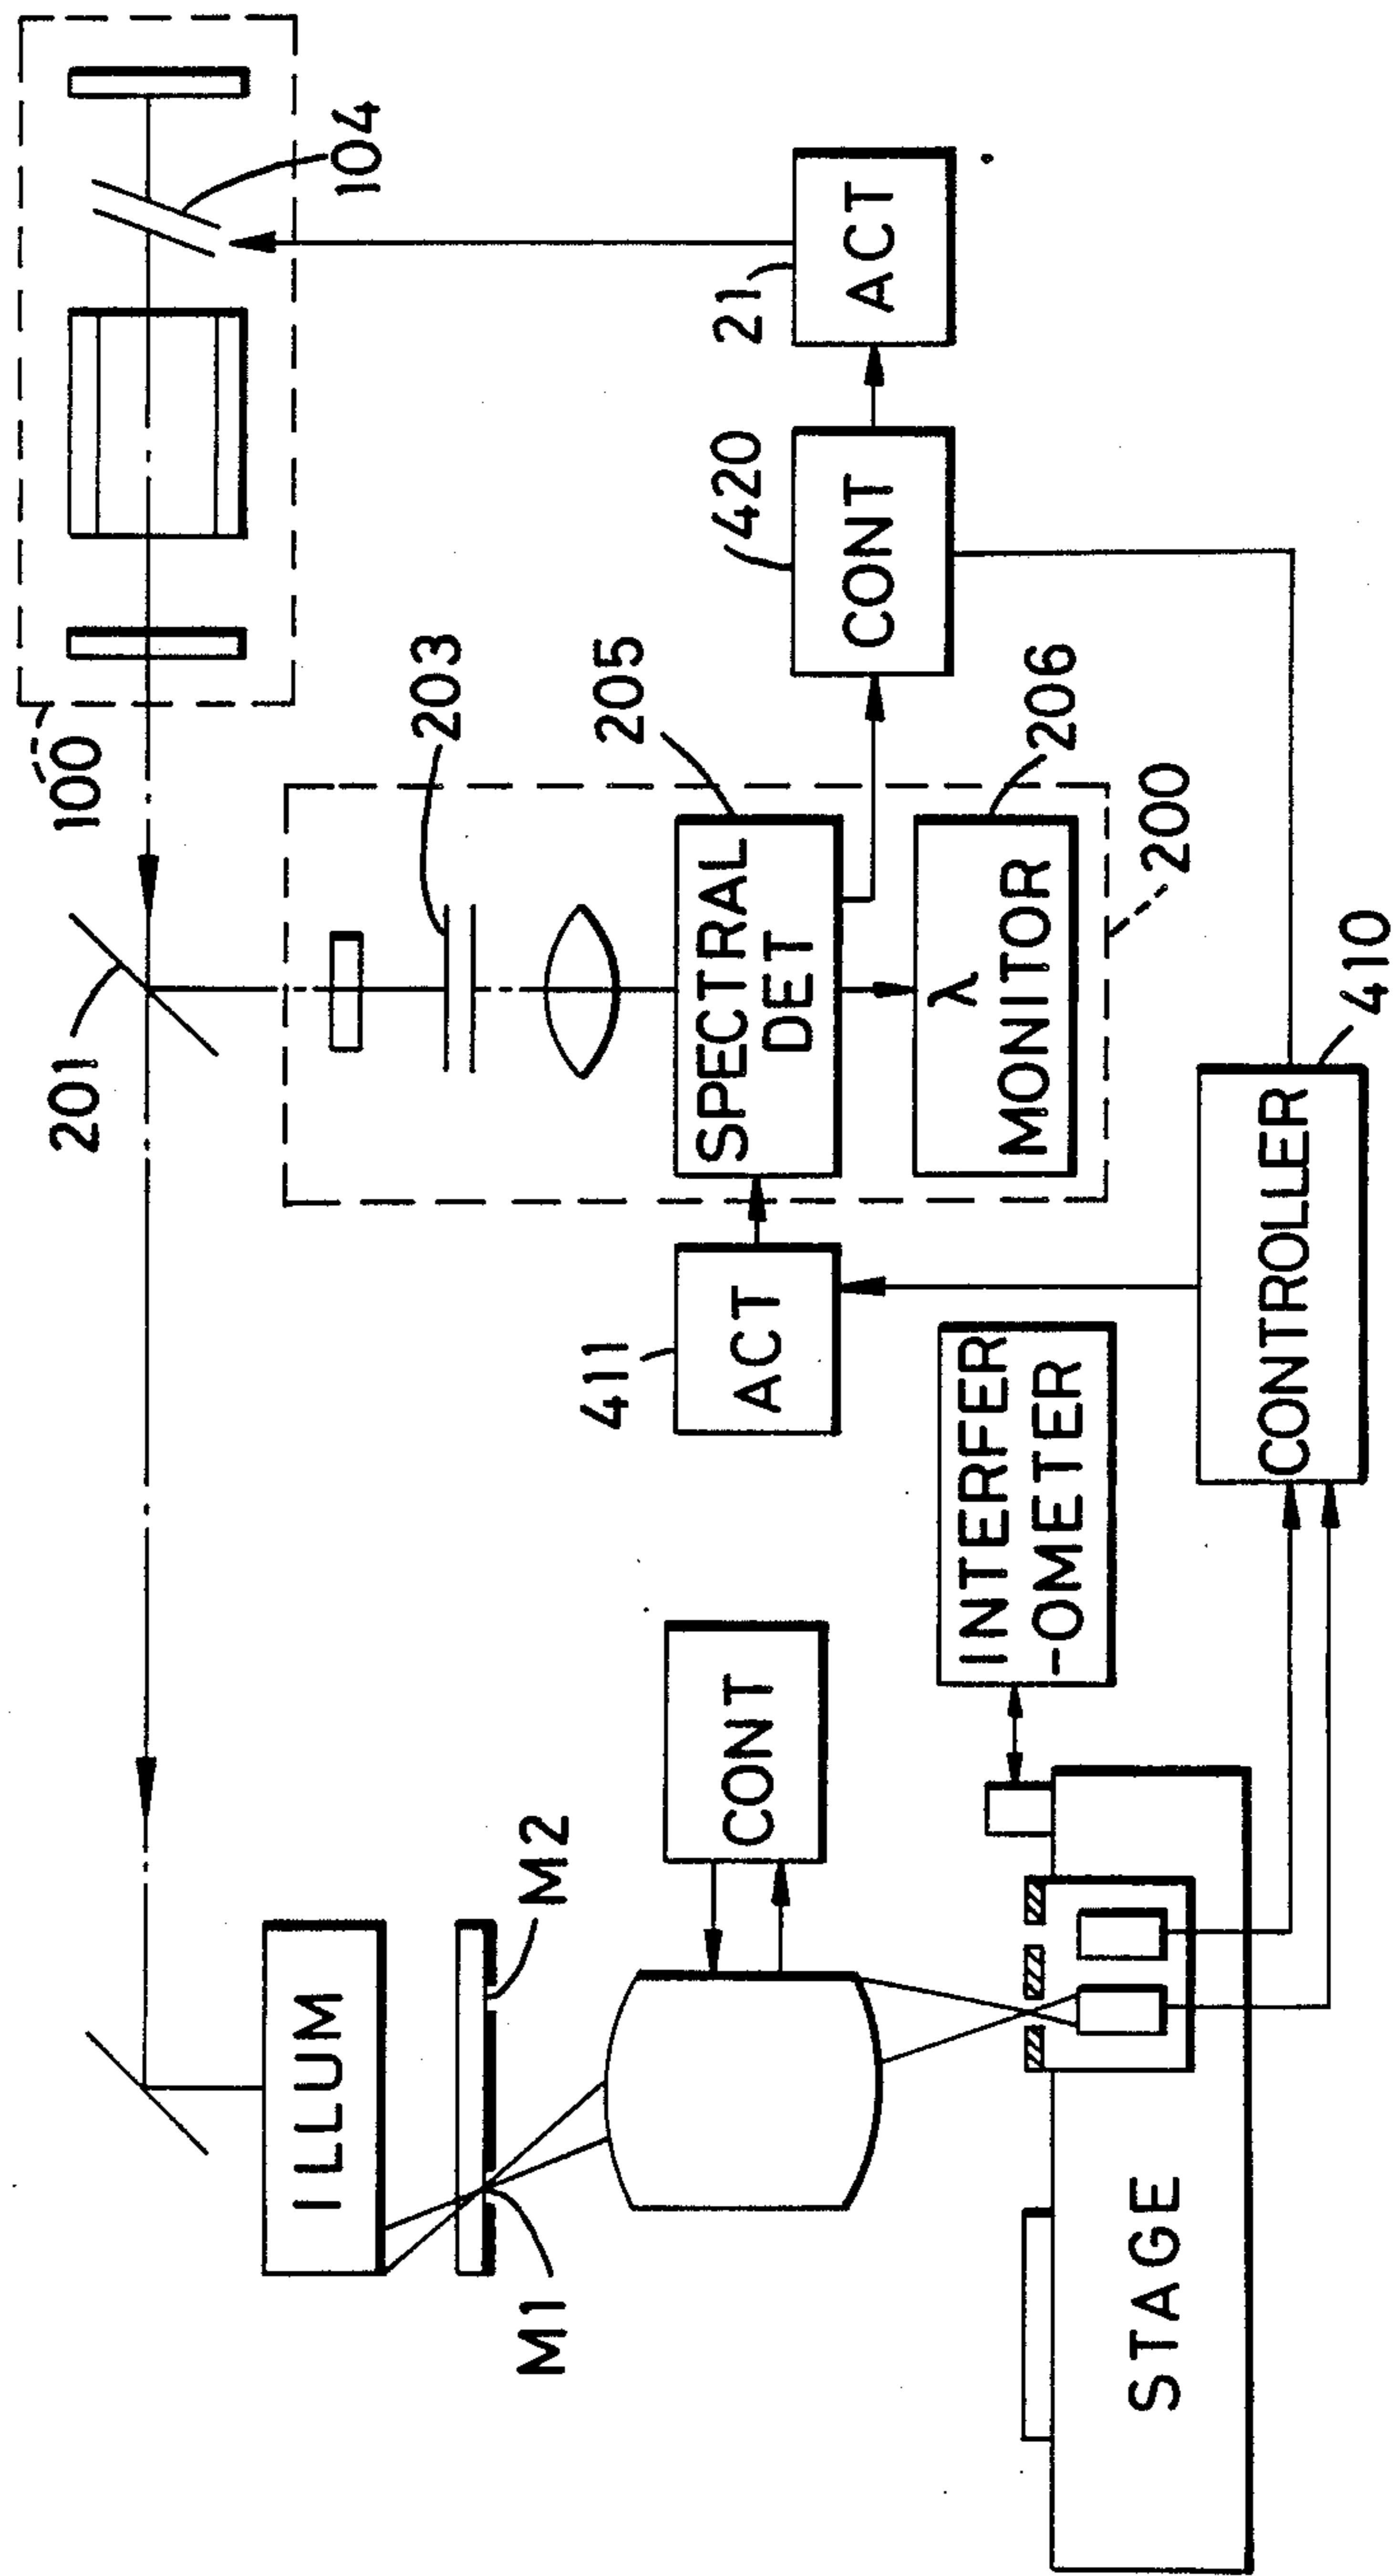 100
104
201
203
21
ACT
420
CONT
205
SPECTRAL
DET
206
λ
MONITOR
200
411
ACT
ILLUM
M2
M1
CONT
INTERFER
-OMETER
410
CONTROLLER
STAGE